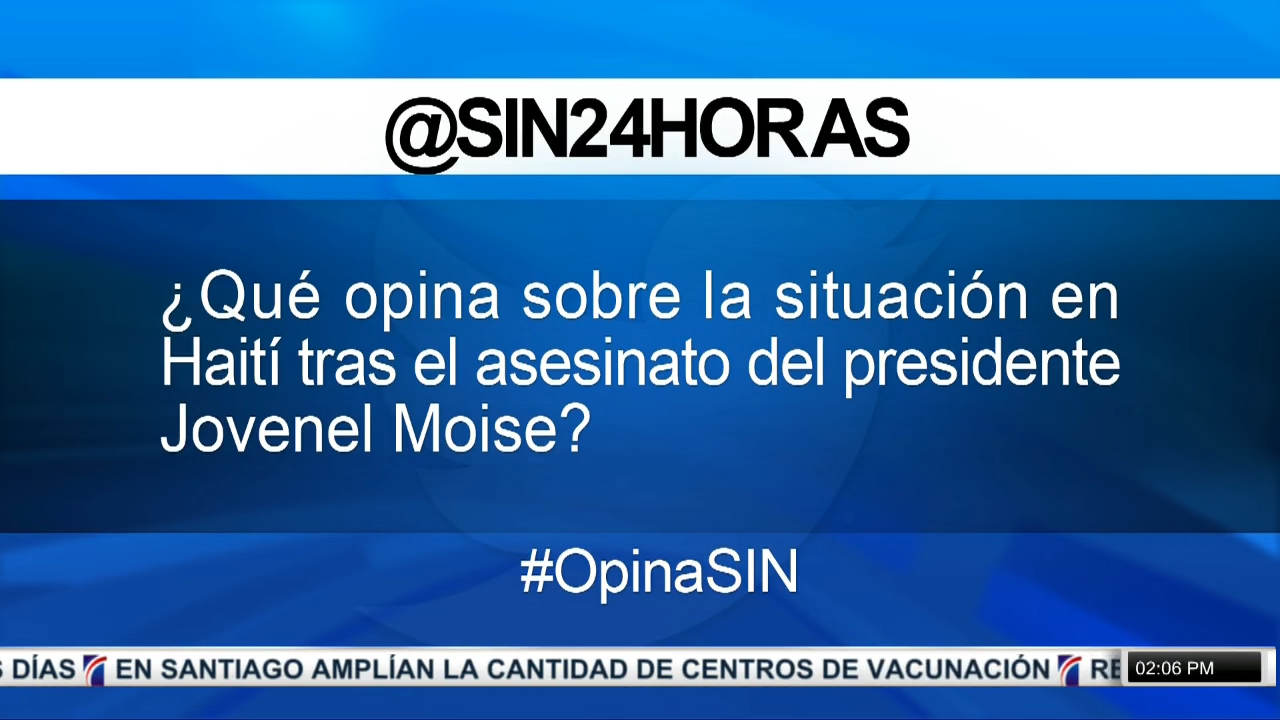 @SIN24HORAS
¿Qué opina sobre la situación en
Haití tras el asesinato del presidente
Jovenel Moise?
#OpinaSIN
DÍAS EN SANTIAGO AMPLÍAN LA CANTIDAD DE CENTROS DE VACUNACIÓN
02:06 PM